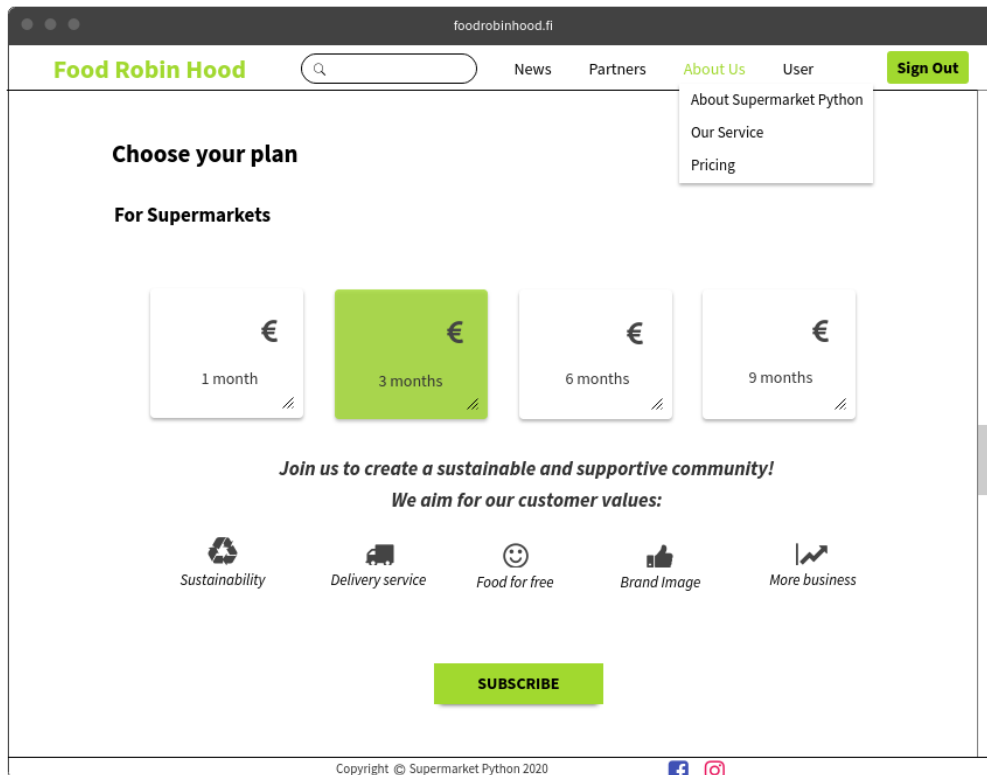 foodrobinhood.fi
Food Robin Hood
News Partners About Us User Sign Out
About Supermarket Python
Our Service
Pricing
Choose your plan
For Supermarkets
€ € € €
1 month 3 months 6 months 9 months
Join us to create a sustainable and supportive community!
We aim for our customer values:
Sustainability Delivery service Food for free Brand Image More business
SUBSCRIBE
Copyright © Supermarket Python 2020